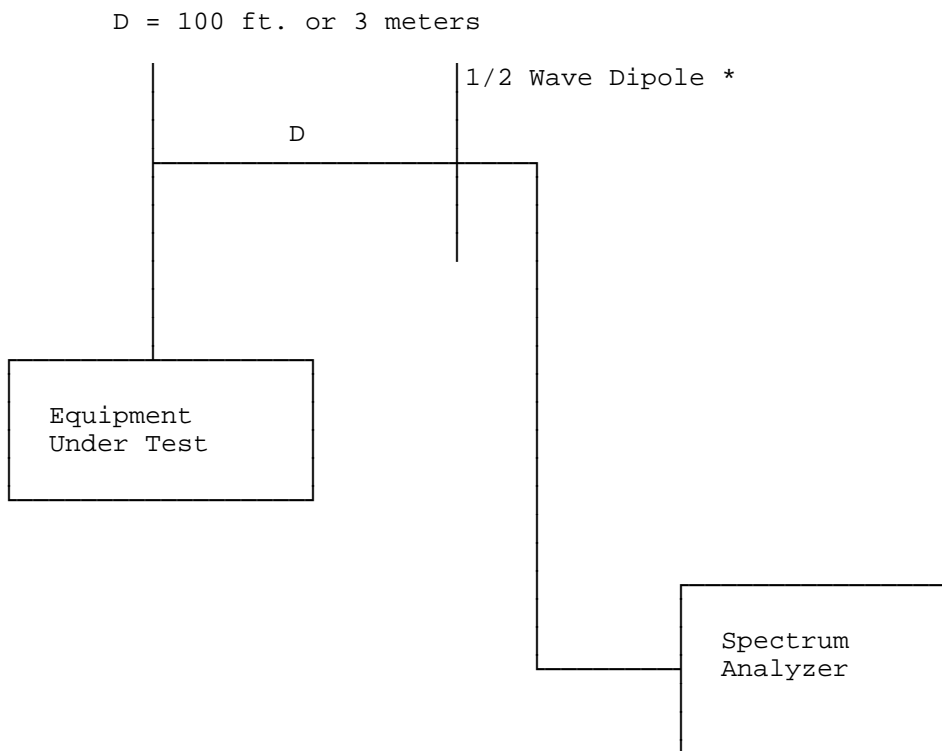 D = 100 ft. or 3 meters
1/2 Wave Dipole *
D
Equipment
Under Test
Spectrum
Analyzer